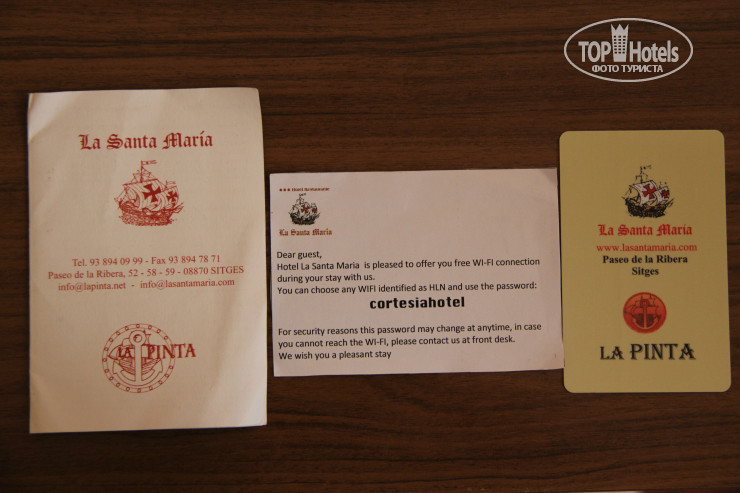 TOP Hotels
ФОТО ТУРИСТА
La Santa María
Tel. 93 894 09 99 - Fax 93 894 78 71
Paseo de la Ribera, 52 - 58 - 59 - 08870 SITGES
info@lapinta.net - info@lasantamaria.com
LA PINTA
★★★ Hotel Restaurante
La Santa María
Dear guest,
Hotel La Santa Maria is pleased to offer you free WI-FI connection
during your stay with us.
You can choose any WIFI identified as HLN and use the password:
cortesiahotel
For security reasons this password may change at anytime, in case
you cannot reach the WI-FI, please contact us at front desk.
We wish you a pleasant stay
La Santa María
www.lasantamaria.com
Paseo de la Ribera
Sitges
LA PINTA